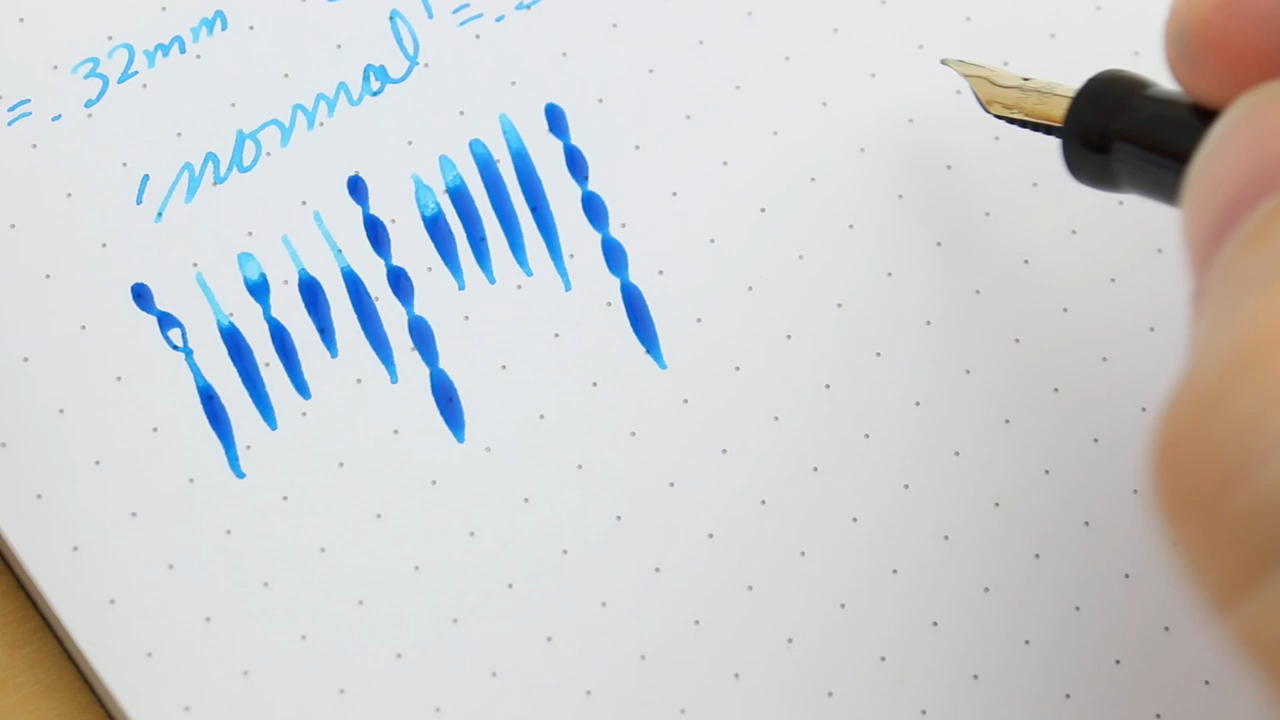 = .32mm
'normal' =.